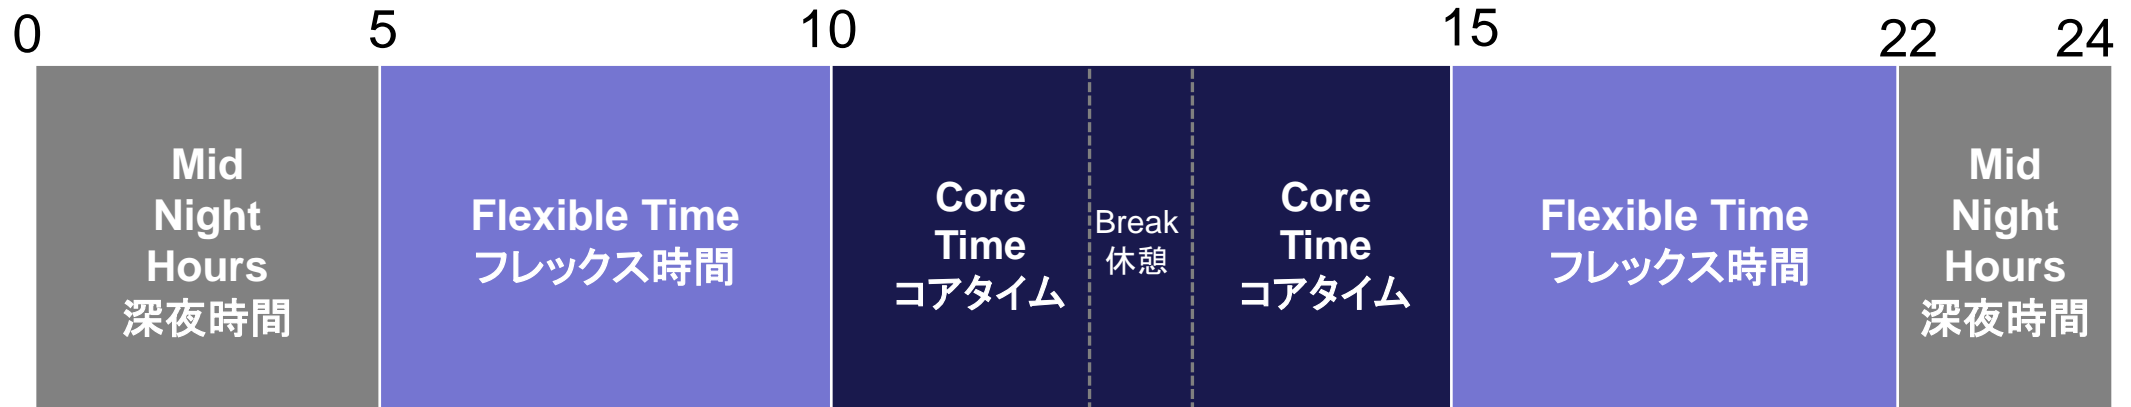 0 5 10 15 22 24
Mid
Night
Hours
深夜時間
Flexible Time
フレックス時間
Core
Time
コアタイム
Break
休憩
Core
Time
コアタイム
Flexible Time
フレックス時間
Mid
Night
Hours
深夜時間